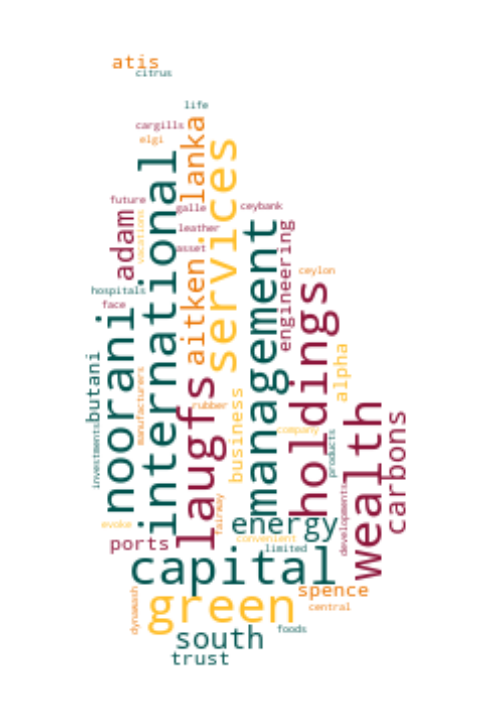 atis
citrus
life
cargills
elgi
lanka
services
international
future
galle
ceybank
adam
vacations
leather
asset
management
engineering
aitken
ceylon
hospitals
face
noorani
holdings
butani
alpha
laugfs
manufacturers
rubber
business
company
wealth
carbons
investments
products
evoke
fairway
energy
developments
ports
convenient
limited
capital
dynawash
green
spence
central
south
foods
trust